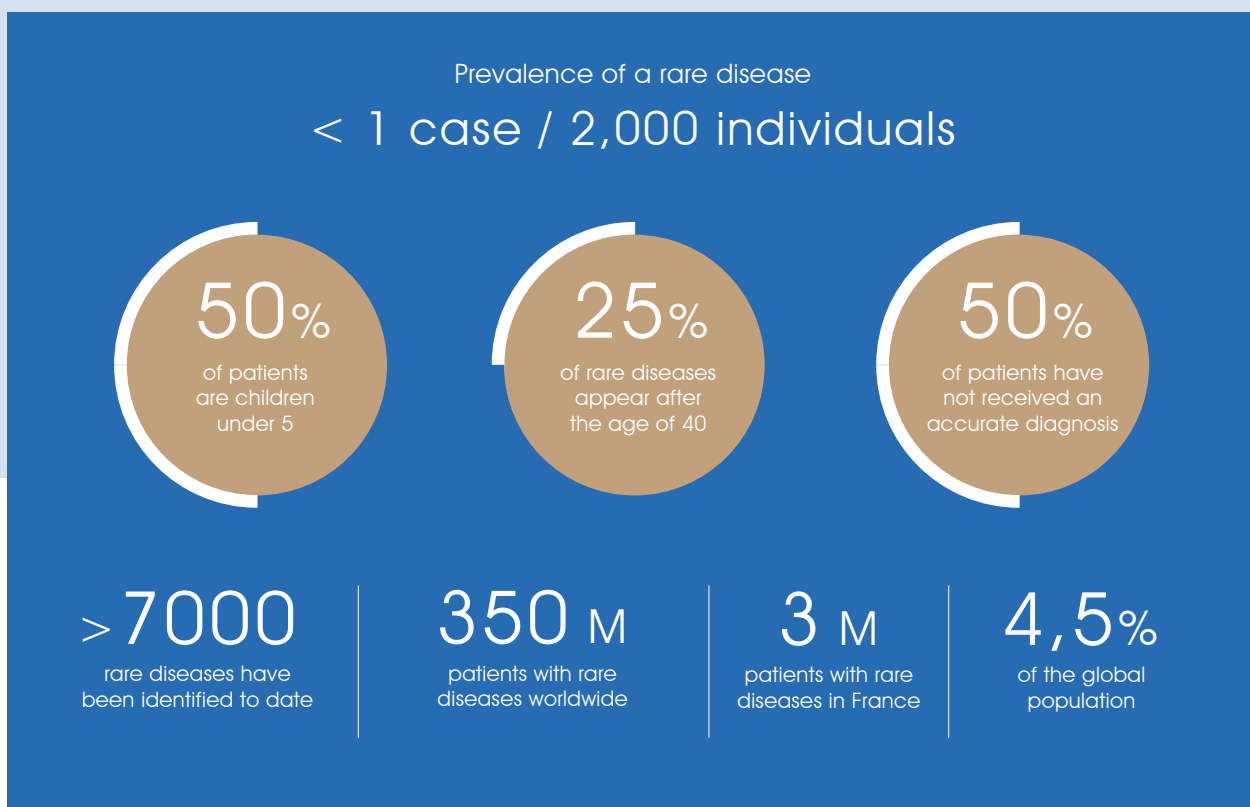 Prevalence of a rare disease
< 1 case / 2,000 individuals
50%
of patients
are children
under 5
25%
of rare diseases
appear after
the age of 40
50%
of patients have
not received an
accurate diagnosis
>7000
rare diseases have
been identified to date
350 M
patients with rare
diseases worldwide
3 M
patients with rare
diseases in France
4,5%
of the global
population